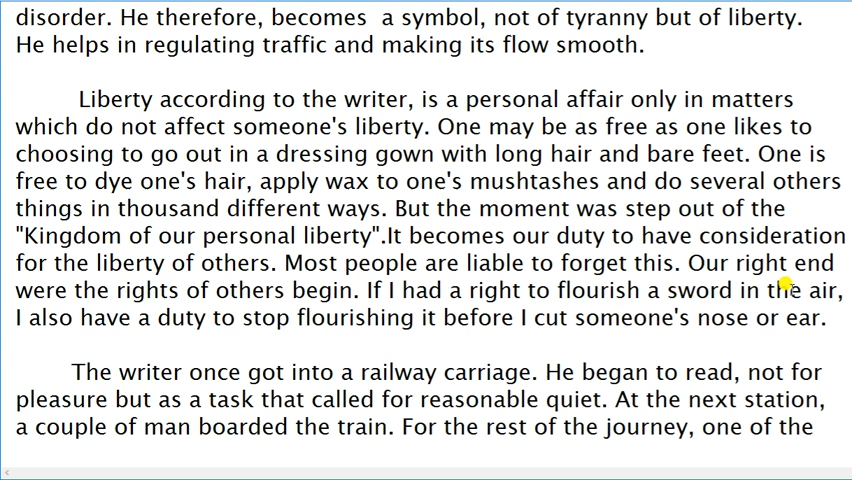 disorder. He therefore, becomes  a symbol, not of tyranny but of liberty.
He helps in regulating traffic and making its flow smooth.
Liberty according to the writer, is a personal affair only in matters
which do not affect someone's liberty. One may be as free as one likes to
choosing to go out in a dressing gown with long hair and bare feet. One is
free to dye one's hair, apply wax to one's mushtashes and do several others
things in thousand different ways. But the moment was step out of the
"Kingdom of our personal liberty".It becomes our duty to have consideration
for the liberty of others. Most people are liable to forget this. Our right end
were the rights of others begin. If I had a right to flourish a sword in the air,
I also have a duty to stop flourishing it before I cut someone's nose or ear.
The writer once got into a railway carriage. He began to read, not for
pleasure but as a task that called for reasonable quiet. At the next station,
a couple of man boarded the train. For the rest of the journey, one of the